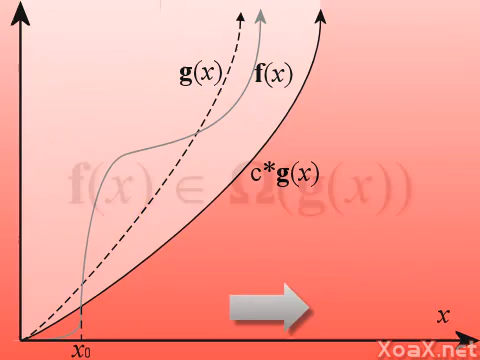 g(x)
f(x)
c*g(x)
f(x) ∈ Ω(g(x))
x
x₀
XoaX.net